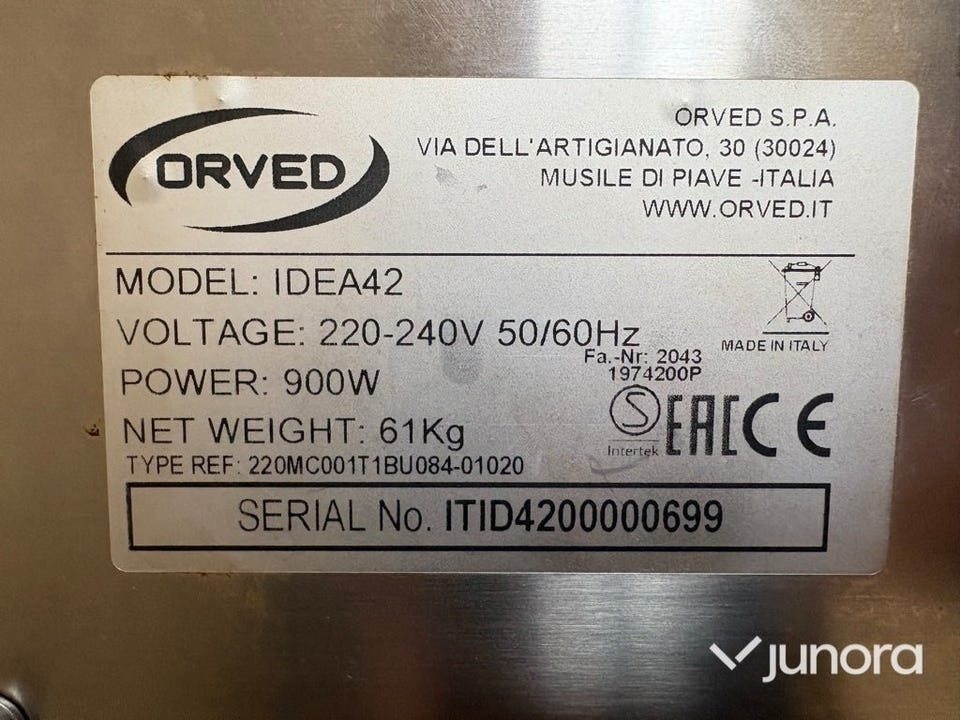 ORVED
ORVED S.P.A.
VIA DELL'ARTIGIANATO, 30 (30024)
MUSILE DI PIAVE -ITALIA
WWW.ORVED.IT
MODEL: IDEA42
VOLTAGE: 220-240V 50/60Hz
MADE IN ITALY
Fa.-Nr: 2043
1974200P
POWER: 900W
NET WEIGHT: 61Kg
S
Intertek
EAC CE
TYPE REF: 220MC001T1BU084-01020
SERIAL No. ITID4200000699
junora